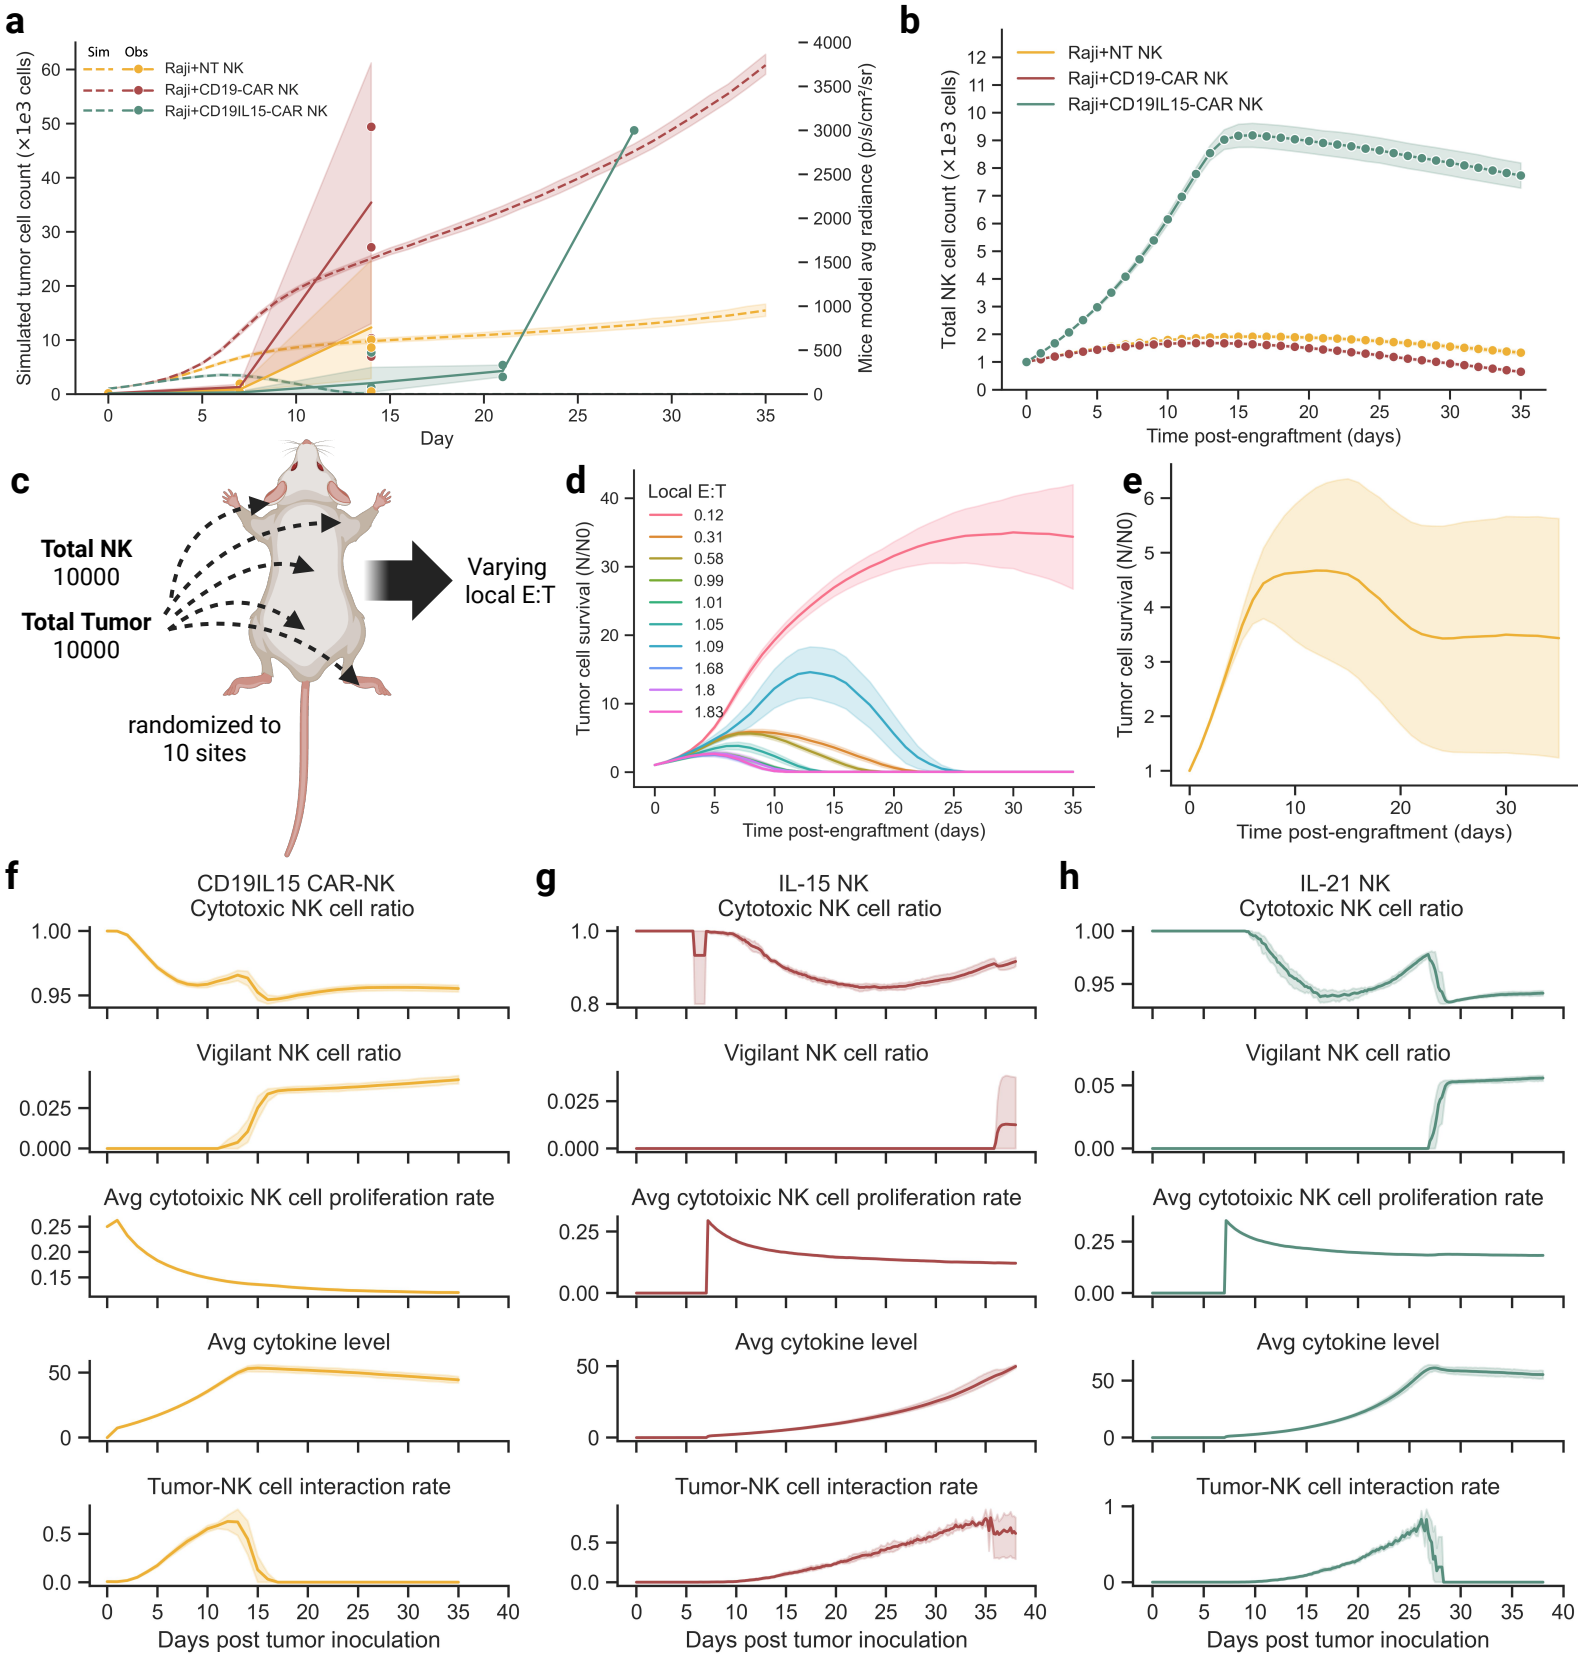 a
Sim Obs
Raji+NT NK
Raji+CD19-CAR NK
Raji+CD19IL15-CAR NK
Simulated tumor cell count (×1e3 cells)
60
50
40
30
20
10
0
0 5 10 15 20 25 30 35
Day
4000
3500
3000
2500
2000
1500
1000
500
0
Mice model avg radiance (p/s/cm²/sr)
b
Raji+NT NK
Raji+CD19-CAR NK
Raji+CD19IL15-CAR NK
Total NK cell count (×1e3 cells)
12
11
10
9
8
7
6
5
4
3
2
1
0
0 5 10 15 20 25 30 35
Time post-engraftment (days)
c
Total NK
10000
Total Tumor
10000
randomized to
10 sites
Varying
local E:T
d
Local E:T
0.12
0.31
0.58
0.99
1.01
1.05
1.09
1.68
1.8
1.83
Tumor cell survival (N/N0)
40
30
20
10
0
0 5 10 15 20 25 30 35
Time post-engraftment (days)
e
Tumor cell survival (N/N0)
6
5
4
3
2
1
0 10 20 30
Time post-engraftment (days)
f
CD19IL15 CAR-NK
Cytotoxic NK cell ratio
1.00
0.95
Vigilant NK cell ratio
0.025
0.000
Avg cytotoixic NK cell proliferation rate
0.25
0.20
0.15
Avg cytokine level
50
0
Tumor-NK cell interaction rate
0.5
0.0
0 5 10 15 20 25 30 35 40
Days post tumor inoculation
g
IL-15 NK
Cytotoxic NK cell ratio
1.0
0.8
Vigilant NK cell ratio
0.025
0.000
Avg cytotoixic NK cell proliferation rate
0.25
0.00
Avg cytokine level
50
0
Tumor-NK cell interaction rate
0.5
0.0
0 5 10 15 20 25 30 35 40
Days post tumor inoculation
h
IL-21 NK
Cytotoxic NK cell ratio
1.00
0.95
Vigilant NK cell ratio
0.05
0.00
Avg cytotoixic NK cell proliferation rate
0.25
0.00
Avg cytokine level
50
0
Tumor-NK cell interaction rate
1
0
0 5 10 15 20 25 30 35 40
Days post tumor inoculation